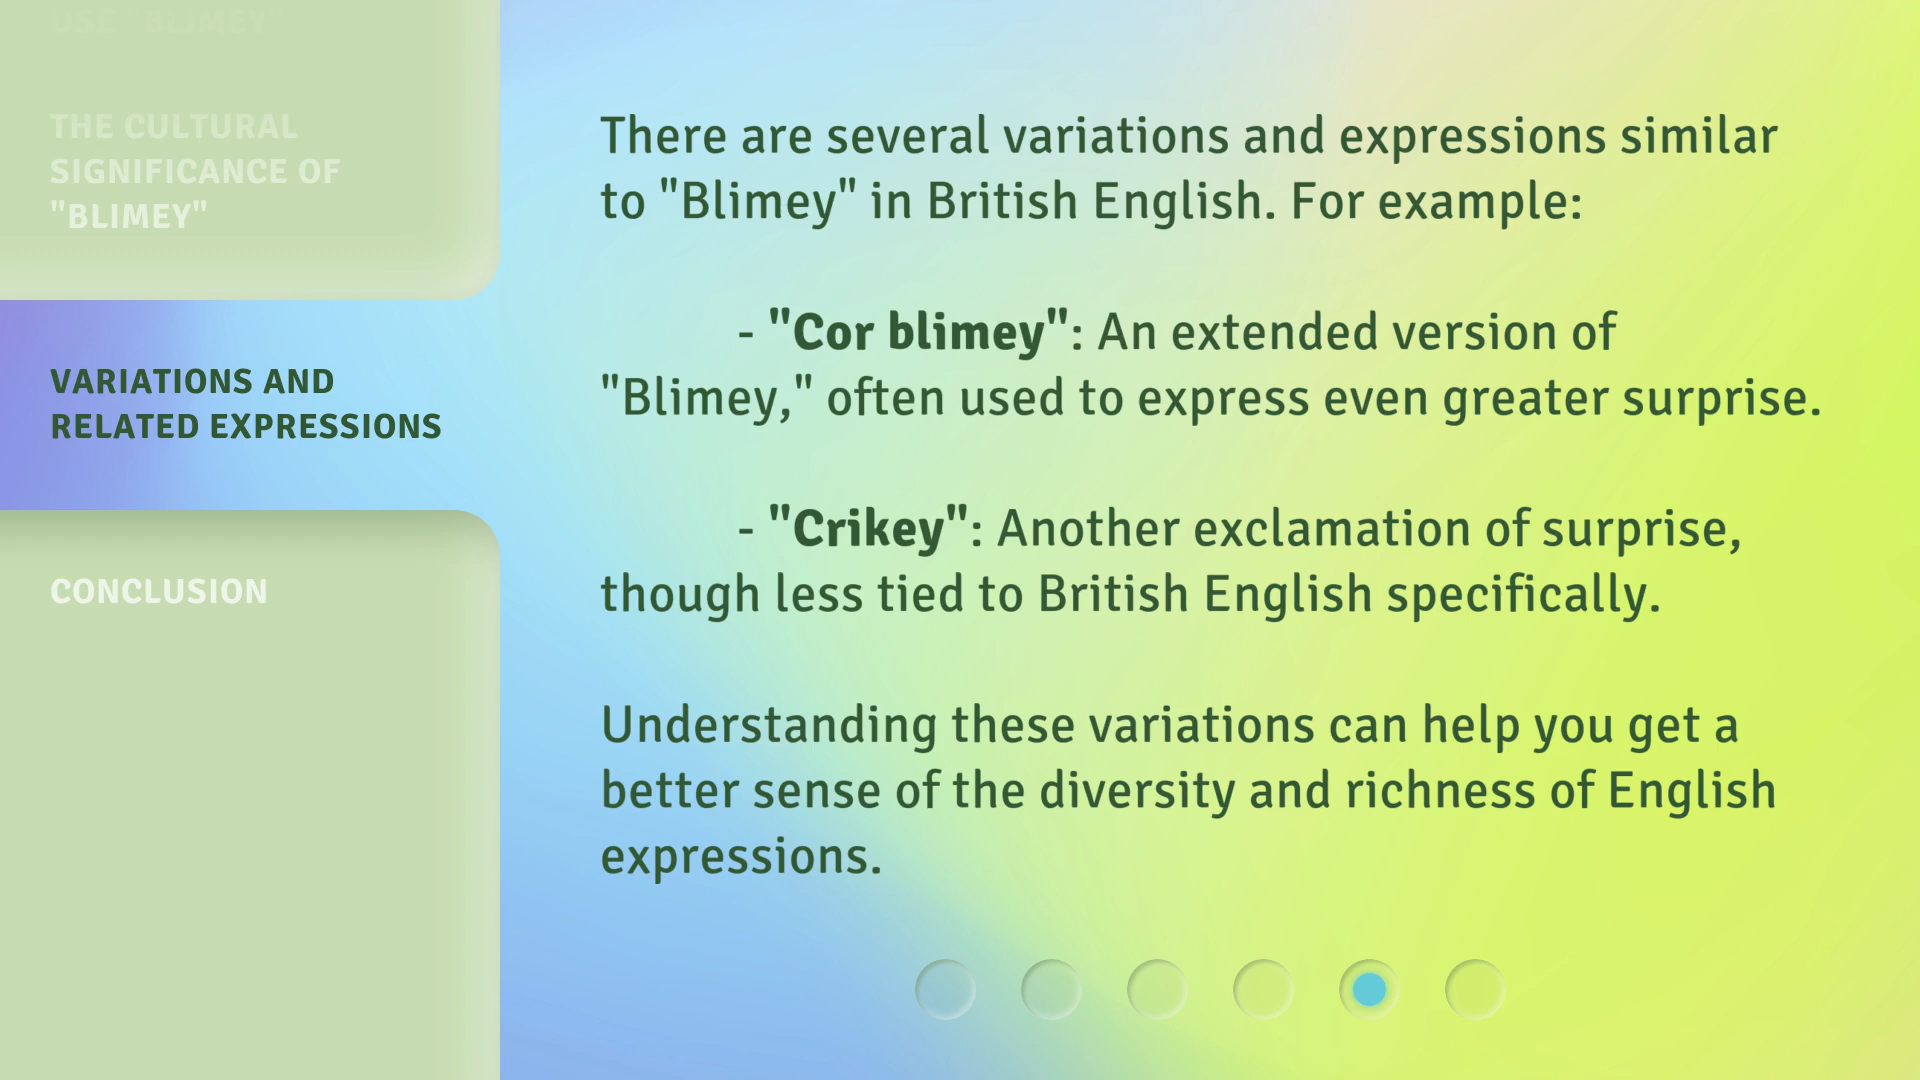 USE "BLIMEY"
THE CULTURAL
SIGNIFICANCE OF
"BLIMEY"
VARIATIONS AND
RELATED EXPRESSIONS
CONCLUSION
There are several variations and expressions similar
to "Blimey" in British English. For example:
- "Cor blimey": An extended version of
"Blimey," often used to express even greater surprise.
- "Crikey": Another exclamation of surprise,
though less tied to British English specifically.
Understanding these variations can help you get a
better sense of the diversity and richness of English
expressions.